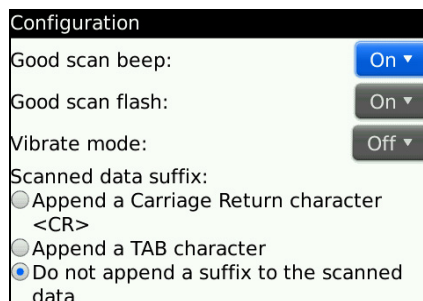 Configuration
Good scan beep: On
Good scan flash: On
Vibrate mode: Off
Scanned data suffix:
Append a Carriage Return character
<CR>
Append a TAB character
Do not append a suffix to the scanned
data